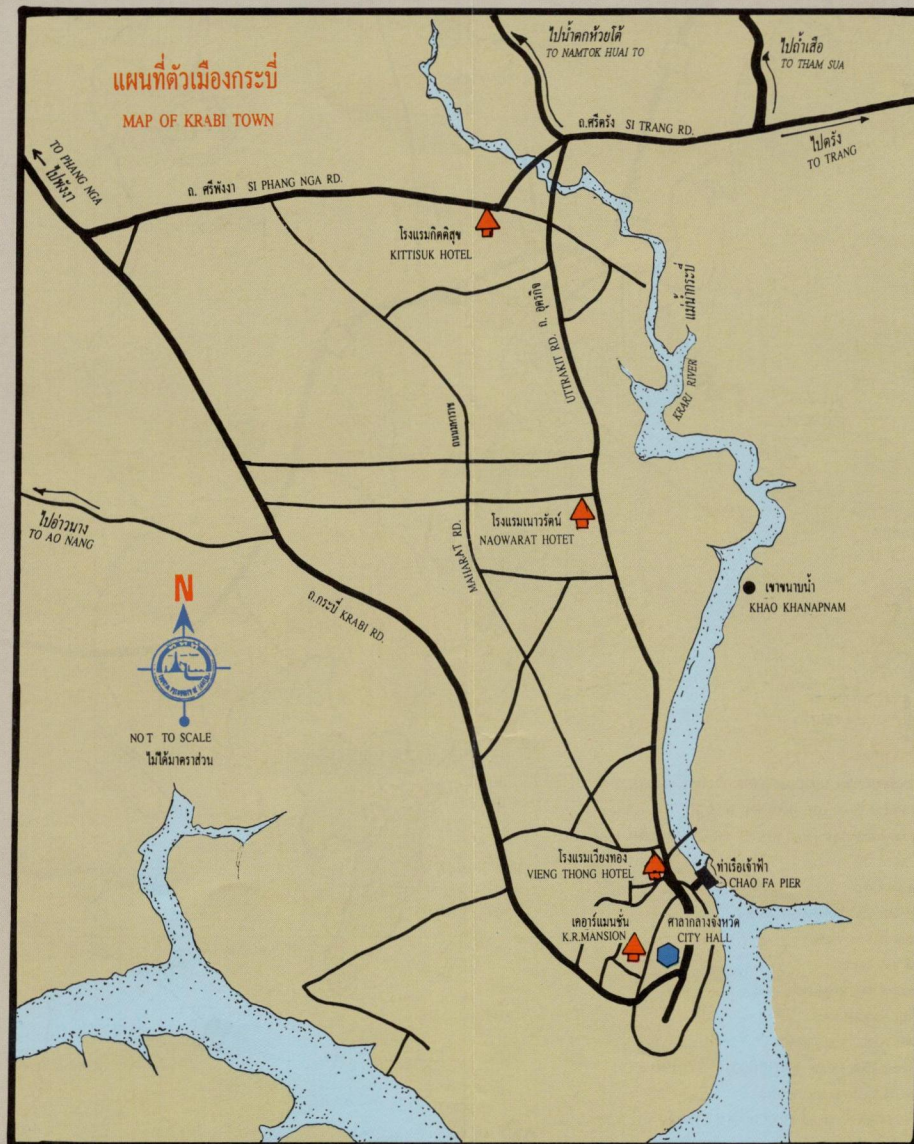 แผนที่ตัวเมืองกระบี่
MAP OF KRABI TOWN
ไปน้ำตกห้วยโต้
TO NAMTOK HUAI TO
ไปถ้ำเสือ
TO THAM SUA
ถ.ศรีตรัง SI TRANG RD.
ไปตรัง
TO TRANG
TO PHANG NGA
ไปพังงา
ถ. ศรีพังงา SI PHANG NGA RD.
โรงแรมกิตติสุข
KITTISUK HOTEL
แม่น้ำกระบี่
KRABI RIVER
UTTRAKIT RD. ถ. อุตรกิจ
ถนนมหาราช
MAHARAT RD.
โรงแรมเนาวรัตน์
NAOWARAT HOTET
ไปอ่าวนาง
TO AO NANG
เขาขนาบน้ำ
KHAO KHANAPNAM
ถ.กระบี่ KRABI RD.
N
NOT TO SCALE
ไม่ได้มาตราส่วน
โรงแรมเวียงทอง
VIENG THONG HOTEL
ท่าเรือเจ้าฟ้า
CHAO FA PIER
เคอาร์แมนชั่น
K.R.MANSION
ศาลากลางจังหวัด
CITY HALL